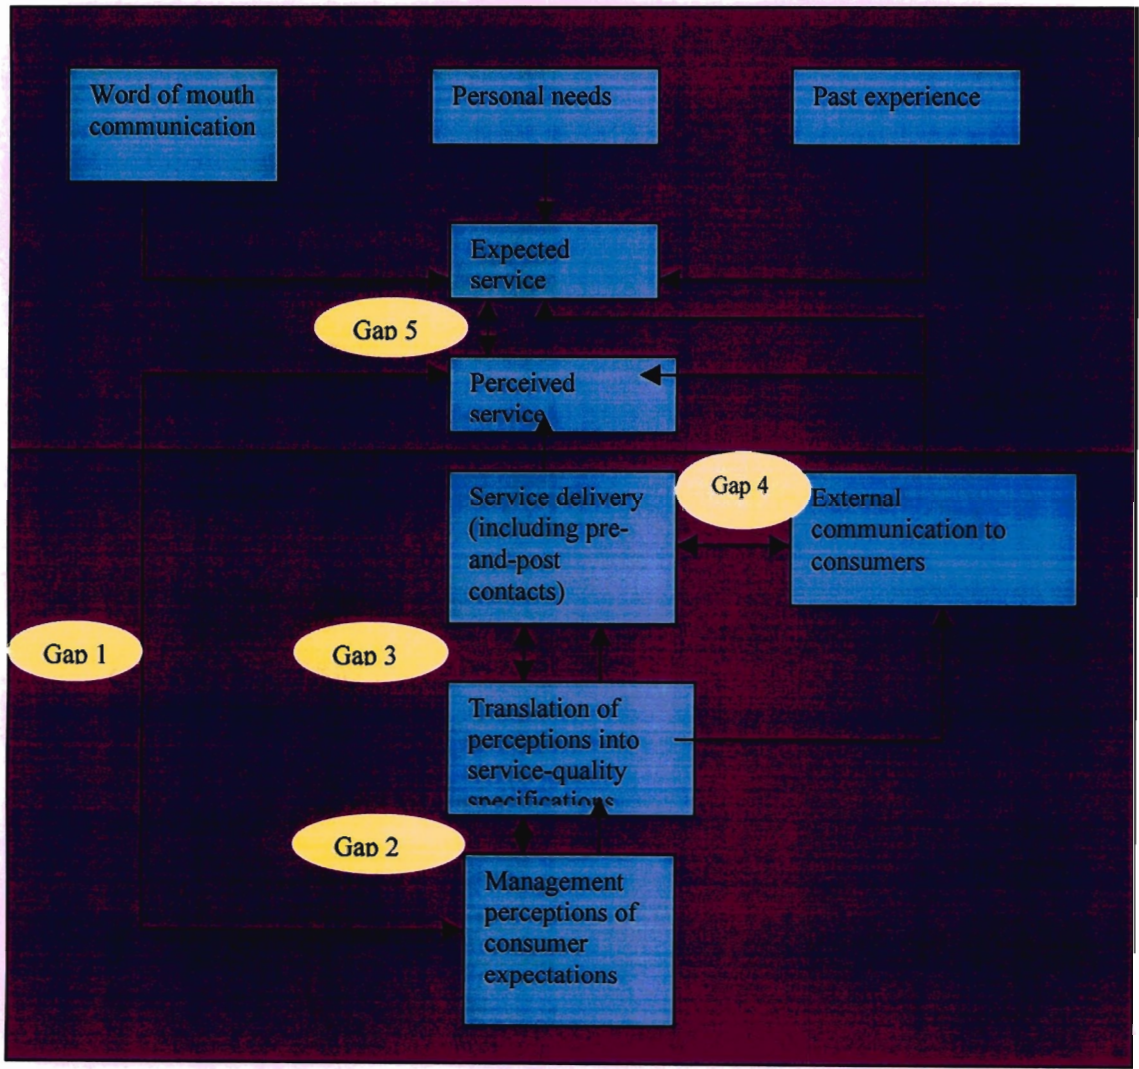 Word of mouth
communication
Personal needs
Past experience
Expected
service
Gap 5
Perceived
service
Service delivery
(including pre-
and-post
contacts)
Gap 4
External
communication to
consumers
Gap 1
Gap 3
Translation of
perceptions into
service-quality
specifications
Gap 2
Management
perceptions of
consumer
expectations